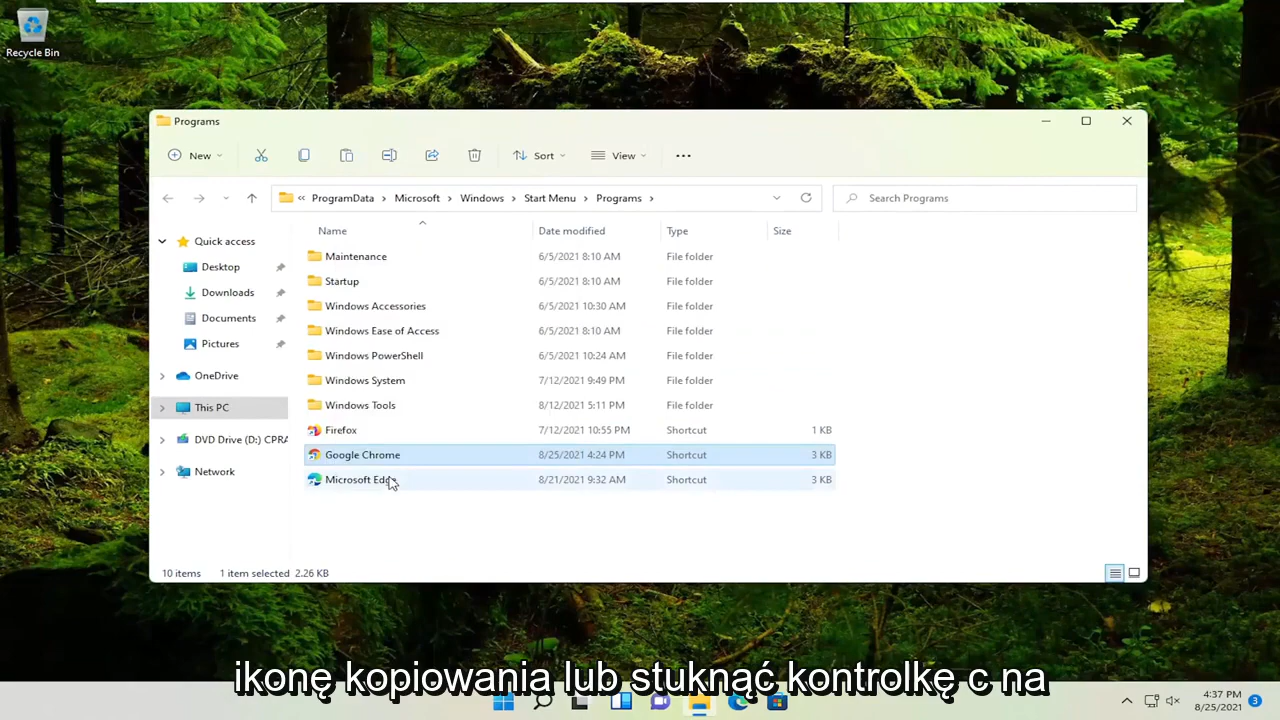 Recycle Bin
Programs
New
Sort
View
« ProgramData > Microsoft > Windows > Start Menu > Programs >
Search Programs
Name Date modified Type Size
Quick access
Desktop
Downloads
Documents
Pictures
OneDrive
This PC
DVD Drive (D:) CPRA
Network
Maintenance 6/5/2021 8:10 AM File folder
Startup 6/5/2021 8:10 AM File folder
Windows Accessories 6/5/2021 10:30 AM File folder
Windows Ease of Access 6/5/2021 8:10 AM File folder
Windows PowerShell 6/5/2021 10:24 AM File folder
Windows System 7/12/2021 9:49 PM File folder
Windows Tools 8/12/2021 5:11 PM File folder
Firefox 7/12/2021 10:55 PM Shortcut 1 KB
Google Chrome 8/25/2021 4:24 PM Shortcut 3 KB
Microsoft Edge 8/21/2021 9:32 AM Shortcut 3 KB
10 items 1 item selected 2.26 KB
ikonę kopiowania lub stuknąć kontrolkę c na
4:37 PM
8/25/2021
3